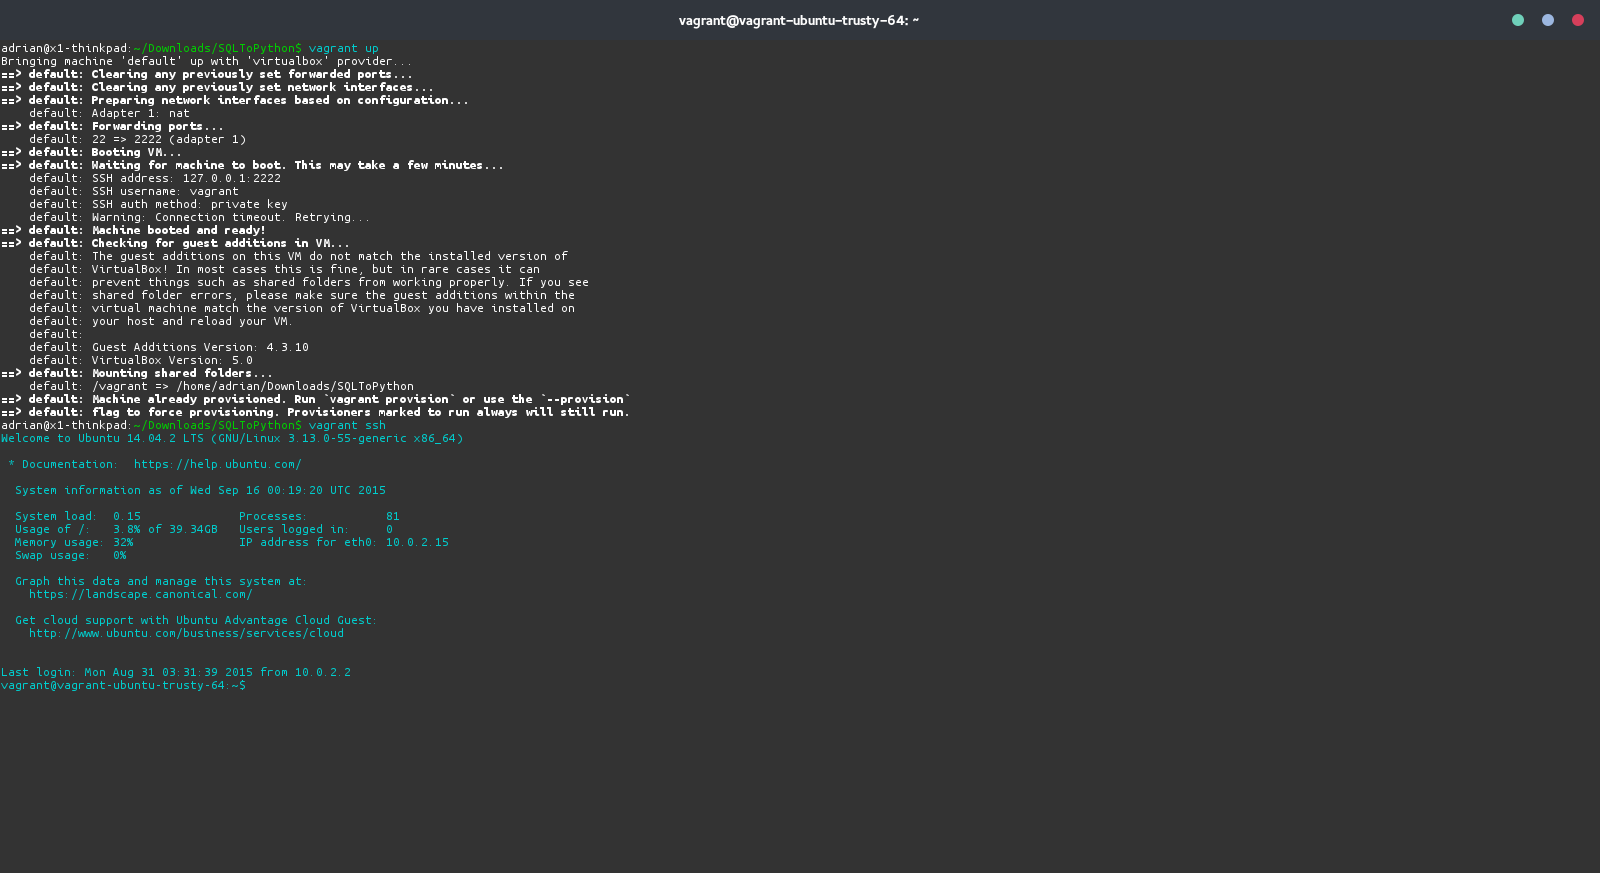 vagrant@vagrant-ubuntu-trusty-64: ~
adrian@x1-thinkpad:~/Downloads/SQLToPython$ vagrant up
Bringing machine 'default' up with 'virtualbox' provider...
==> default: Clearing any previously set forwarded ports...
==> default: Clearing any previously set network interfaces...
==> default: Preparing network interfaces based on configuration...
    default: Adapter 1: nat
==> default: Forwarding ports...
    default: 22 => 2222 (adapter 1)
==> default: Booting VM...
==> default: Waiting for machine to boot. This may take a few minutes...
    default: SSH address: 127.0.0.1:2222
    default: SSH username: vagrant
    default: SSH auth method: private key
    default: Warning: Connection timeout. Retrying...
==> default: Machine booted and ready!
==> default: Checking for guest additions in VM...
    default: The guest additions on this VM do not match the installed version of
    default: VirtualBox! In most cases this is fine, but in rare cases it can
    default: prevent things such as shared folders from working properly. If you see
    default: shared folder errors, please make sure the guest additions within the
    default: virtual machine match the version of VirtualBox you have installed on
    default: your host and reload your VM.
    default:
    default: Guest Additions Version: 4.3.10
    default: VirtualBox Version: 5.0
==> default: Mounting shared folders...
    default: /vagrant => /home/adrian/Downloads/SQLToPython
==> default: Machine already provisioned. Run `vagrant provision` or use the `--provision`
==> default: flag to force provisioning. Provisioners marked to run always will still run.
adrian@x1-thinkpad:~/Downloads/SQLToPython$ vagrant ssh
Welcome to Ubuntu 14.04.2 LTS (GNU/Linux 3.13.0-55-generic x86_64)
 * Documentation:  https://help.ubuntu.com/
  System information as of Wed Sep 16 00:19:20 UTC 2015
  System load:  0.15              Processes:           81
  Usage of /:   3.8% of 39.34GB   Users logged in:     0
  Memory usage: 32%               IP address for eth0: 10.0.2.15
  Swap usage:   0%
  Graph this data and manage this system at:
    https://landscape.canonical.com/
  Get cloud support with Ubuntu Advantage Cloud Guest:
    http://www.ubuntu.com/business/services/cloud
Last login: Mon Aug 31 03:31:39 2015 from 10.0.2.2
vagrant@vagrant-ubuntu-trusty-64:~$